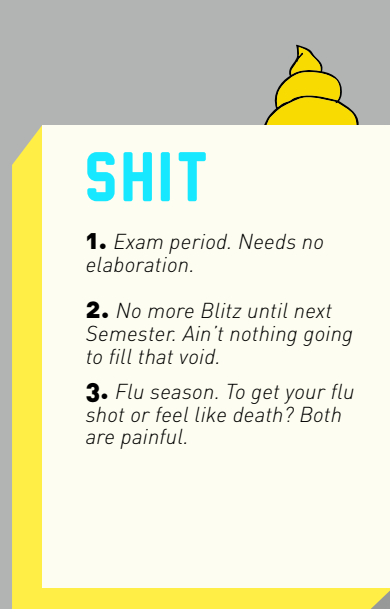 SHIT
1. Exam period. Needs no
elaboration.
2. No more Blitz until next
Semester. Ain't nothing going
to fill that void.
3. Flu season. To get your flu
shot or feel like death? Both
are painful.